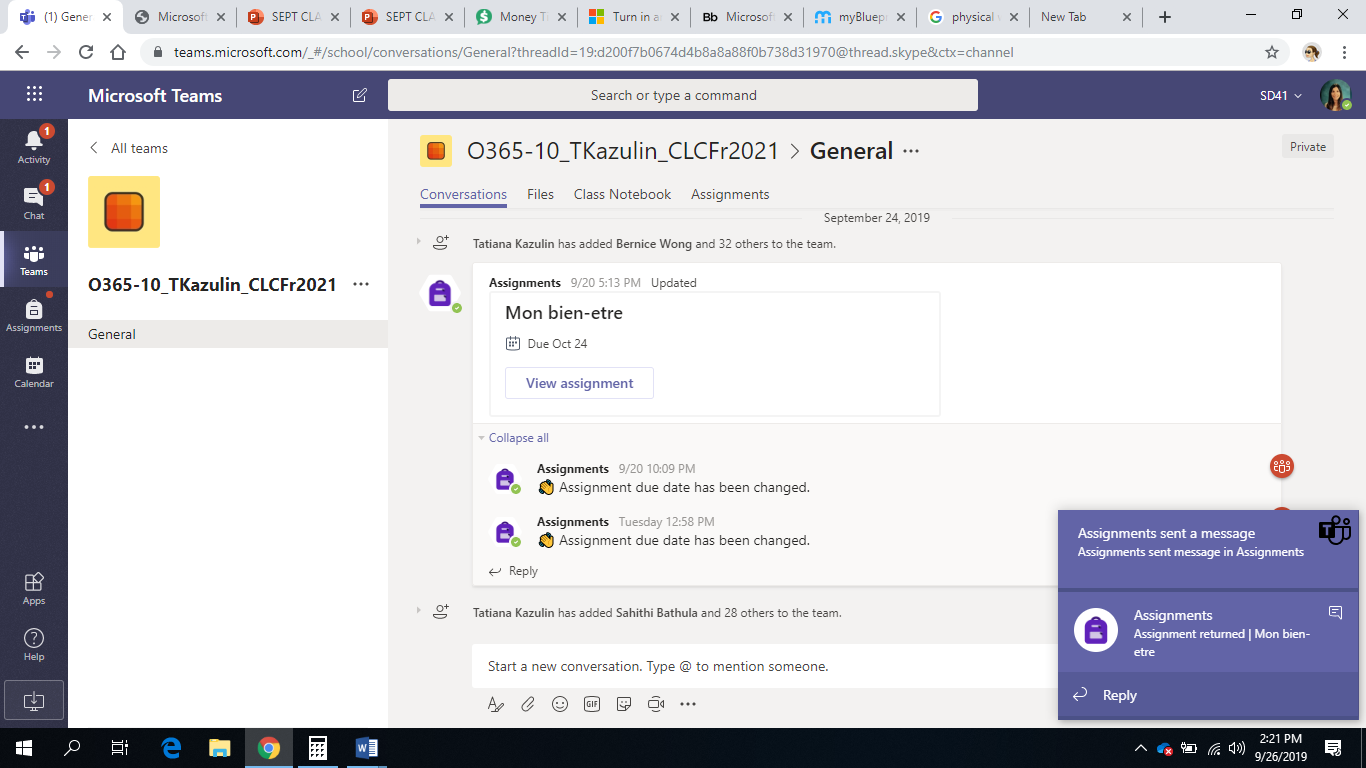 (1) Gener
Microsoft
SEPT CLA
SEPT CLA
Money T
Turn in a
Bb Microsoft
myBluepr
physical v
New Tab
teams.microsoft.com/_#/school/conversations/General?threadId=19:d200f7b0674d4b8a8a88f0b738d31970@thread.skype&ctx=channel
Microsoft Teams
Search or type a command
SD41
1
Activity
1
Chat
Teams
Assignments
Calendar
Apps
Help
All teams
O365-10_TKazulin_CLCFr2021 ···
General
O365-10_TKazulin_CLCFr2021 > General ···
Private
Conversations Files Class Notebook Assignments
September 24, 2019
Tatiana Kazulin has added Bernice Wong and 32 others to the team.
Assignments 9/20 5:13 PM Updated
Mon bien-etre
Due Oct 24
View assignment
Collapse all
Assignments 9/20 10:09 PM
Assignment due date has been changed.
Assignments Tuesday 12:58 PM
Assignment due date has been changed.
Reply
Tatiana Kazulin has added Sahithi Bathula and 28 others to the team.
Start a new conversation. Type @ to mention someone.
GIF
Assignments sent a message
Assignments sent message in Assignments
Assignments
Assignment returned | Mon bien-
etre
Reply
2:21 PM
9/26/2019